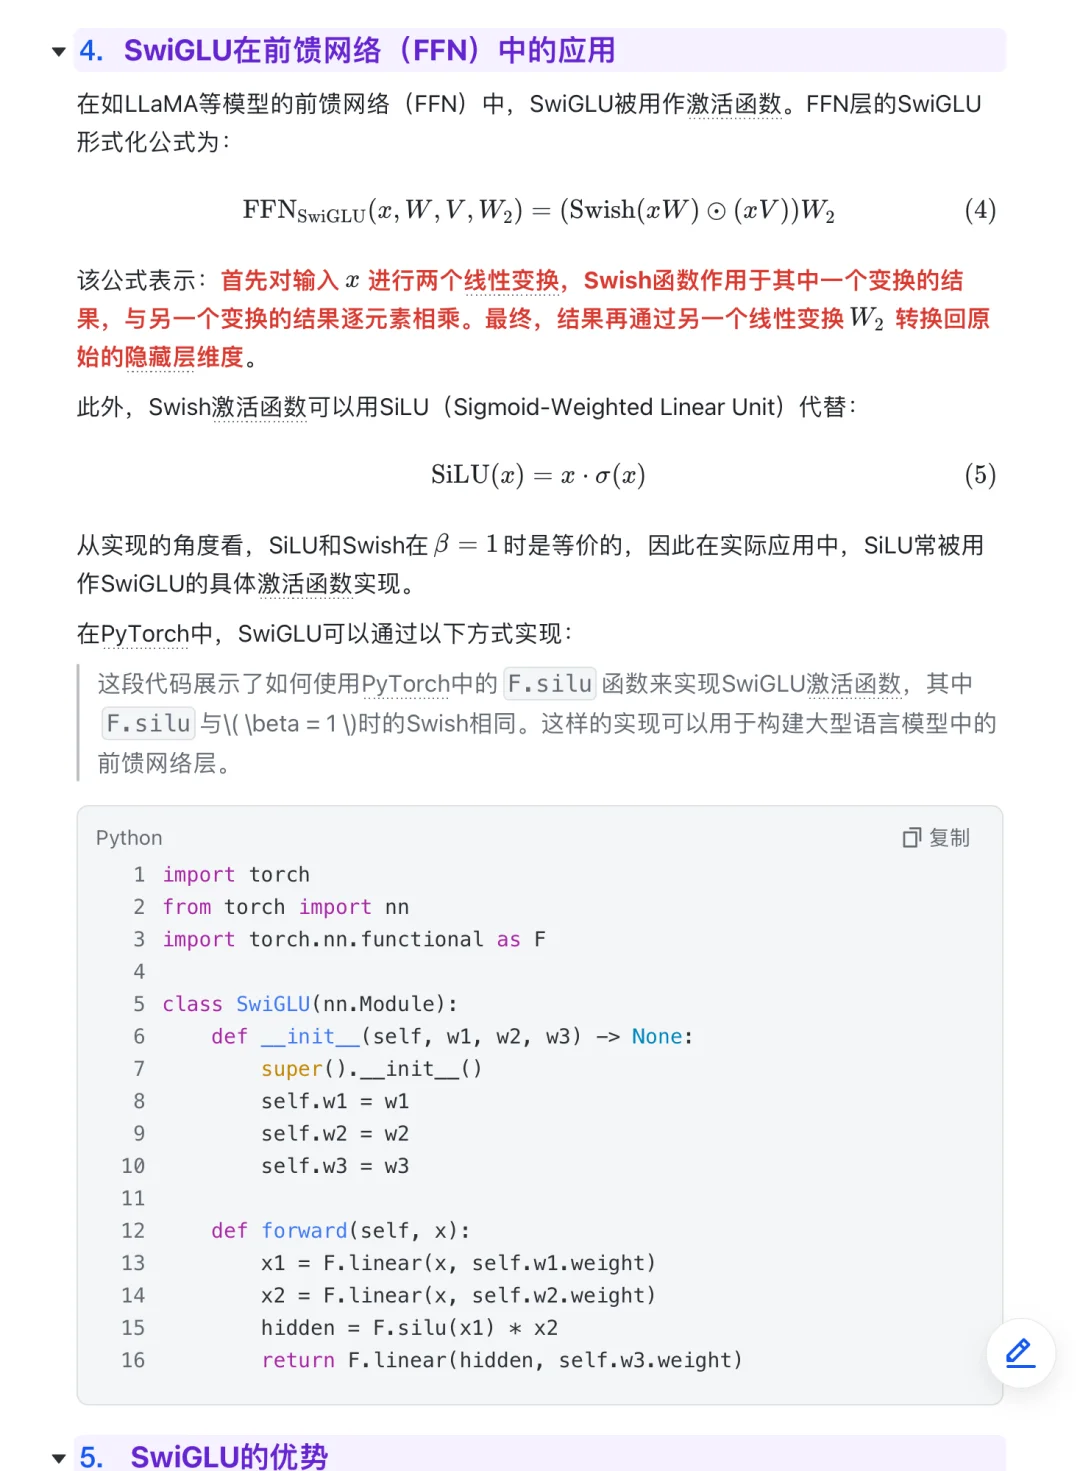 4. SwiGLU在前馈网络（FFN）中的应用
在如LLaMA等模型的前馈网络（FFN）中，SwiGLU被用作激活函数。FFN层的SwiGLU
形式化公式为：
FFN_SwiGLU(x, W, V, W₂) = (Swish(xW) ⊙ (xV))W₂ (4)
该公式表示：首先对输入 x 进行两个线性变换，Swish函数作用于其中一个变换的结
果，与另一个变换的结果逐元素相乘。最终，结果再通过另一个线性变换 W₂ 转换回原
始的隐藏层维度。
此外，Swish激活函数可以用SiLU（Sigmoid-Weighted Linear Unit）代替：
SiLU(x) = x · σ(x) (5)
从实现的角度看，SiLU和Swish在 β = 1 时是等价的，因此在实际应用中，SiLU常被用
作SwiGLU的具体激活函数实现。
在PyTorch中，SwiGLU可以通过以下方式实现：
这段代码展示了如何使用PyTorch中的 F.silu 函数来实现SwiGLU激活函数，其中
F.silu 与\( \beta = 1 \)时的Swish相同。这样的实现可以用于构建大型语言模型中的
前馈网络层。
Python 复制
1 import torch
2 from torch import nn
3 import torch.nn.functional as F
4
5 class SwiGLU(nn.Module):
6     def __init__(self, w1, w2, w3) -> None:
7         super().__init__()
8         self.w1 = w1
9         self.w2 = w2
10         self.w3 = w3
11
12     def forward(self, x):
13         x1 = F.linear(x, self.w1.weight)
14         x2 = F.linear(x, self.w2.weight)
15         hidden = F.silu(x1) * x2
16         return F.linear(hidden, self.w3.weight)
5. SwiGLU的优势